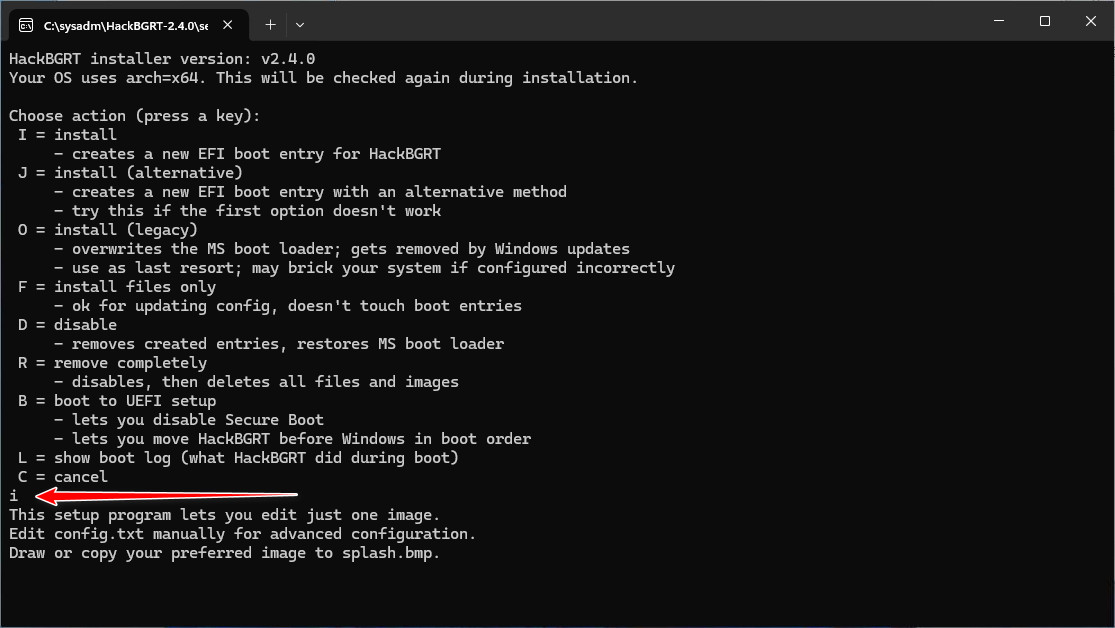 C:\sysadm\HackBGRT-2.4.0\se
HackBGRT installer version: v2.4.0
Your OS uses arch=x64. This will be checked again during installation.
Choose action (press a key):
I = install
– creates a new EFI boot entry for HackBGRT
J = install (alternative)
– creates a new EFI boot entry with an alternative method
– try this if the first option doesn't work
O = install (legacy)
– overwrites the MS boot loader; gets removed by Windows updates
– use as last resort; may brick your system if configured incorrectly
F = install files only
– ok for updating config, doesn't touch boot entries
D = disable
– removes created entries, restores MS boot loader
R = remove completely
– disables, then deletes all files and images
B = boot to UEFI setup
– lets you disable Secure Boot
– lets you move HackBGRT before Windows in boot order
L = show boot log (what HackBGRT did during boot)
C = cancel
i
This setup program lets you edit just one image.
Edit config.txt manually for advanced configuration.
Draw or copy your preferred image to splash.bmp.